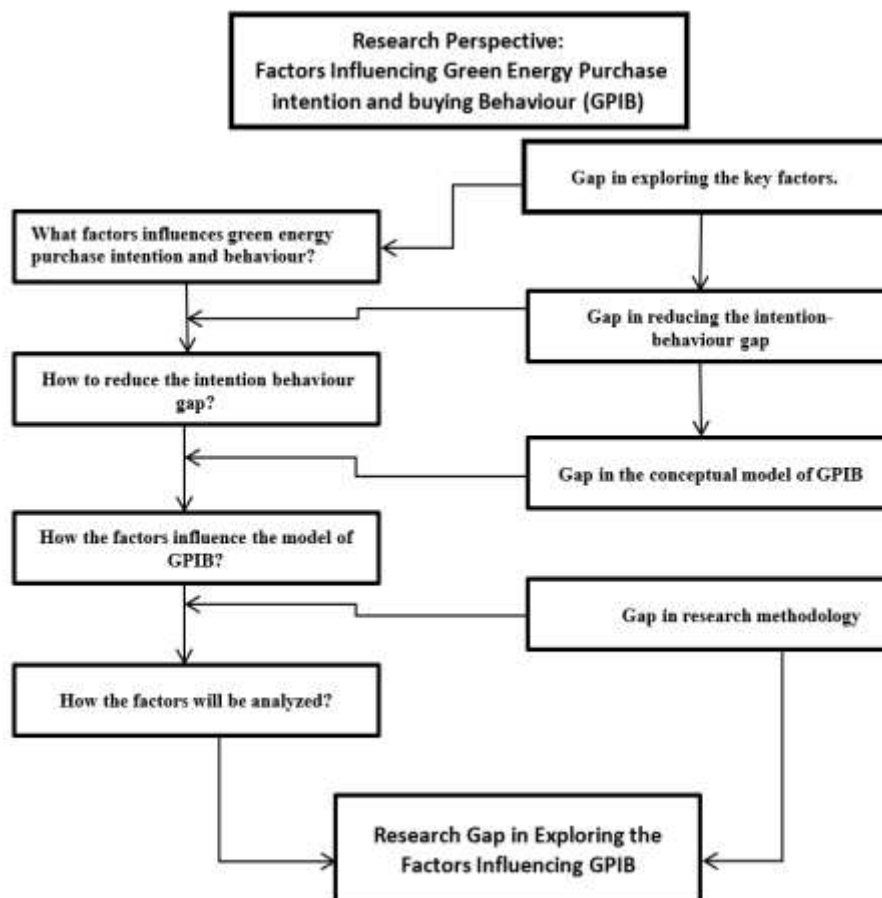 Research Perspective:
Factors Influencing Green Energy Purchase
intention and buying Behaviour (GPIB)
Gap in exploring the key factors.
What factors influences green energy
purchase intention and behaviour?
Gap in reducing the intention-
behaviour gap
How to reduce the intention behaviour
gap?
Gap in the conceptual model of GPIB
How the factors influence the model of
GPIB?
Gap in research methodology
How the factors will be analyzed?
Research Gap in Exploring the
Factors Influencing GPIB